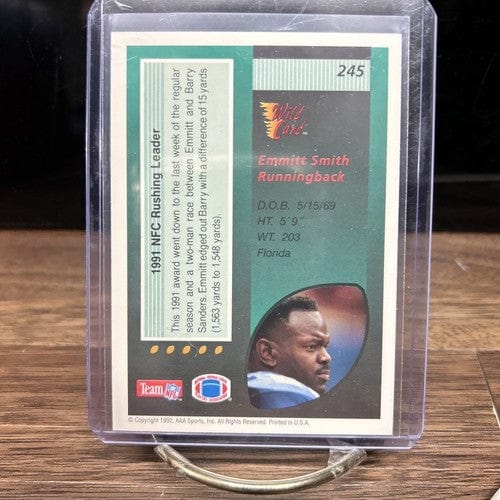 245
Wild Card
TM
Emmitt Smith
Runningback
D.O.B. 5/15/69
HT. 5' 9"
WT. 203
Florida
1991 NFC Rushing Leader
This 1991 award went down to the last week of the regular
season and a two-man race between Emmitt and Barry
Sanders. Emmitt edged out Barry with a difference of 15 yards
(1,563 yards to 1,548 yards).
Team NFL
© Copyright 1992, AAA Sports, Inc. All Rights Reserved. Printed in U.S.A.